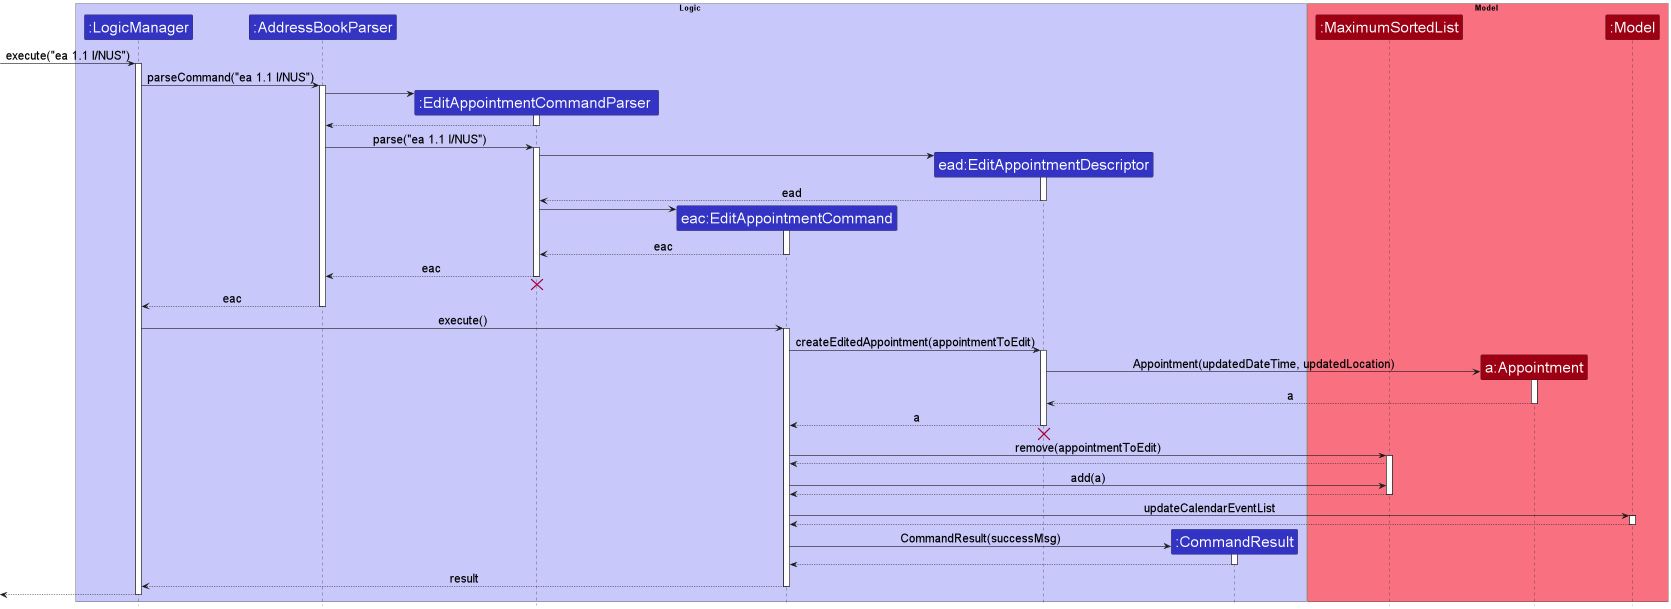 Logic
Model
:LogicManager
:AddressBookParser
:MaximumSortedList
:Model
execute("ea 1.1 l/NUS")
parseCommand("ea 1.1 l/NUS")
:EditAppointmentCommandParser
parse("ea 1.1 l/NUS")
ead:EditAppointmentDescriptor
ead
eac:EditAppointmentCommand
eac
eac
eac
execute()
createEditedAppointment(appointmentToEdit)
Appointment(updatedDateTime, updatedLocation)
a:Appointment
a
a
remove(appointmentToEdit)
add(a)
updateCalendarEventList
CommandResult(successMsg)
:CommandResult
result